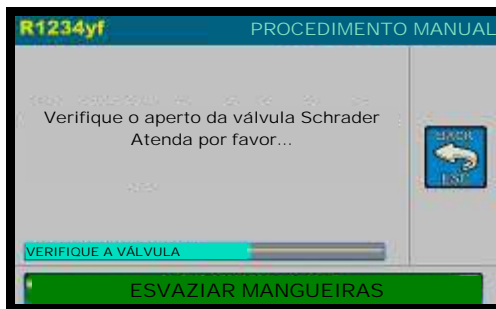 R1234yf PROCEDIMENTO MANUAL
Verifique o aperto da válvula Schrader
Atenda por favor...
BACK
ESC
VERIFIQUE A VÁLVULA
ESVAZIAR MANGUEIRAS